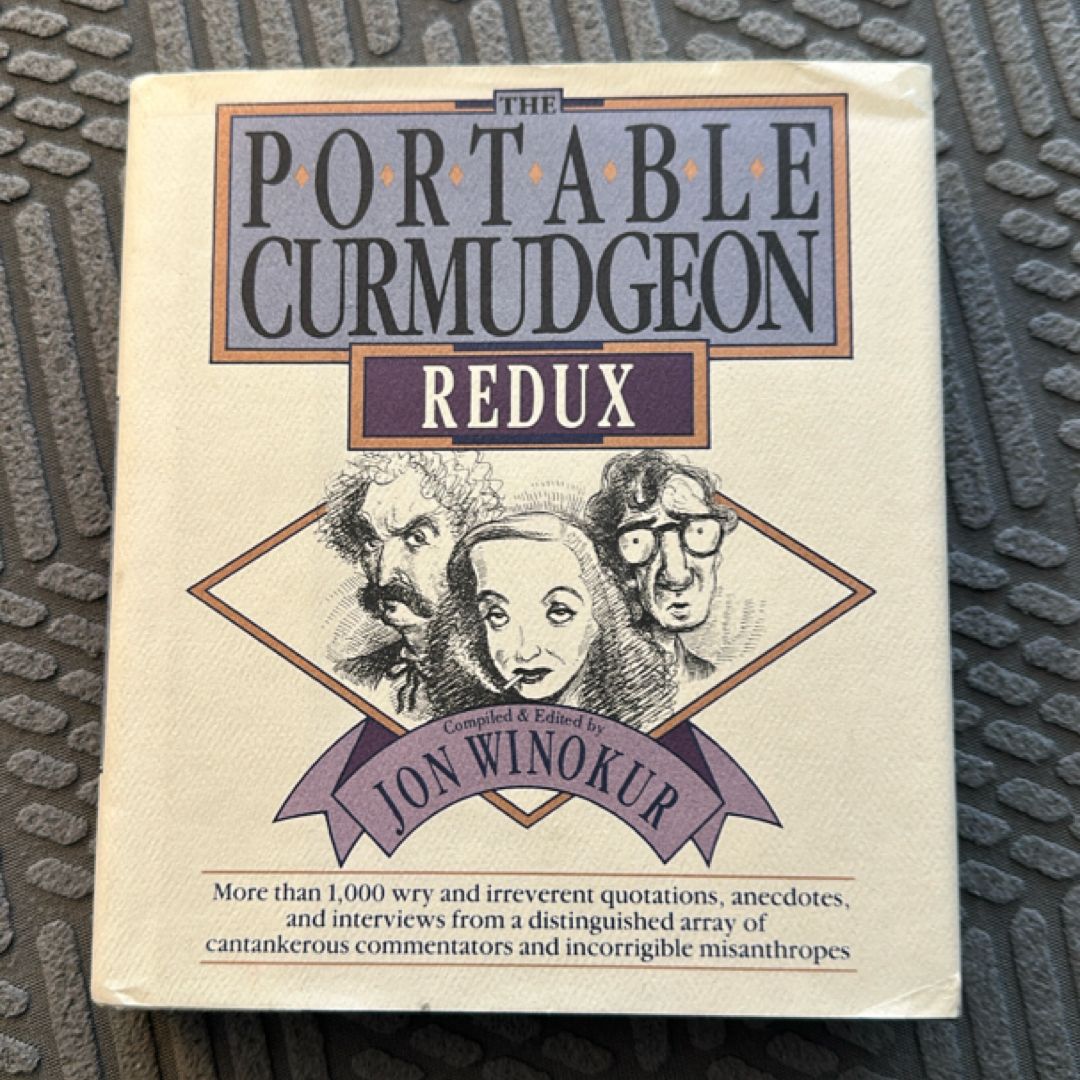 THE
PORTABLE
CURMUDGEON
REDUX
Compiled & Edited by
JON WINOKUR
More than 1,000 wry and irreverent quotations, anecdotes,
and interviews from a distinguished array of
cantankerous commentators and incorrigible misanthropes